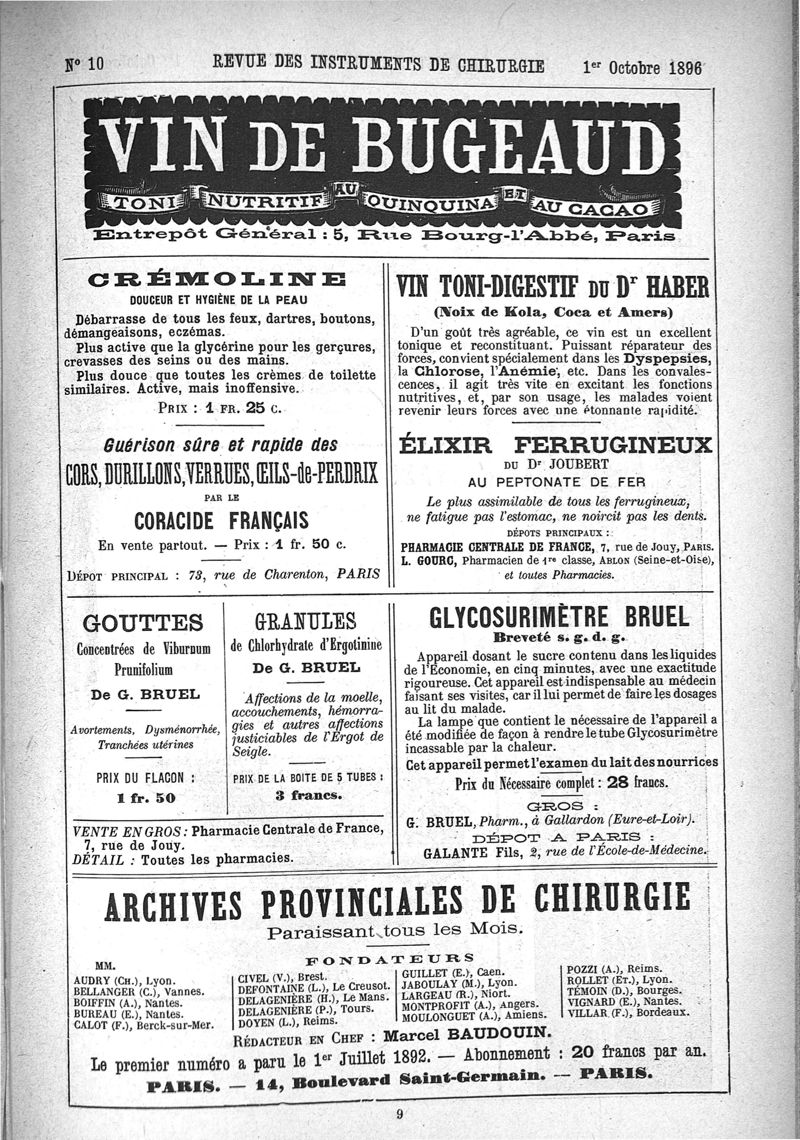 N° 10 REVUE DES INSTRUMENTS DE CHIRURGIE 1er Octobre 1896
VIN DE BUGEAUD
TONI NUTRITIF AU QUINQUINA ET AU CACAO
Entrepôt Général : 5, Rue Bourg-l'Abbé, Paris
CRÉMOLINE
DOUCEUR ET HYGIÈNE DE LA PEAU
Débarrasse de tous les feux, dartres, boutons,
démangeaisons, eczémas.
Plus active que la glycérine pour les gerçures,
crevasses des seins ou des mains.
Plus douce que toutes les crèmes de toilette
similaires. Active, mais inoffensive.
PRIX : 1 FR. 25 C.
Guérison sûre et rapide des
CORS, DURILLONS, VERRUES, ŒILS-de-PERDRIX
PAR LE
CORACIDE FRANÇAIS
En vente partout. — Prix : 1 fr. 50 c.
DÉPOT PRINCIPAL : 73, rue de Charenton, PARIS
VIN TONI-DIGESTIF DU Dr HABER
(Noix de Kola, Coca et Amers)
D'un goût très agréable, ce vin est un excellent
tonique et reconstituant. Puissant réparateur des
forces, convient spécialement dans les Dyspepsies,
la Chlorose, l'Anémie, etc. Dans les convales-
cences, il agit très vite en excitant les fonctions
nutritives, et, par son usage, les malades voient
revenir leurs forces avec une étonnante rapidité.
ÉLIXIR FERRUGINEUX
DU Dr JOUBERT
AU PEPTONATE DE FER
Le plus assimilable de tous les ferrugineux,
ne fatigue pas l'estomac, ne noircit pas les dents.
DÉPOTS PRINCIPAUX :
PHARMACIE CENTRALE DE FRANCE, 7, rue de Jouy, PARIS.
L. GOURC, Pharmacien de 1re classe, ABLON (Seine-et-Oise),
et toutes Pharmacies.
GOUTTES
Concentrées de Viburnum
Prunifolium
De G. BRUEL
Avortements, Dysménorrhée,
Tranchées utérines
PRIX DU FLACON :
1 fr. 50
GRANULES
de Chlorhydrate d'Ergotinine
De G. BRUEL
Affections de la moelle,
accouchements, hémorra-
gies et autres affections
justiciables de l'Ergot de
Seigle.
PRIX DE LA BOITE DE 5 TUBES :
3 francs.
VENTE EN GROS : Pharmacie Centrale de France,
7, rue de Jouy.
DÉTAIL : Toutes les pharmacies.
GLYCOSURIMÈTRE BRUEL
Breveté s. g. d. g.
Appareil dosant le sucre contenu dans les liquides
de l'Économie, en cinq minutes, avec une exactitude
rigoureuse. Cet appareil est indispensable au médecin
faisant ses visites, car il lui permet de faire les dosages
au lit du malade.
La lampe que contient le nécessaire de l'appareil a
été modifiée de façon à rendre le tube Glycosurimètre
incassable par la chaleur.
Cet appareil permet l'examen du lait des nourrices
Prix du Nécessaire complet : 28 francs.
GROS :
G. BRUEL, Pharm., à Gallardon (Eure-et-Loir).
DÉPOT A PARIS :
GALANTE Fils, 2, rue de l'École-de-Médecine.
ARCHIVES PROVINCIALES DE CHIRURGIE
Paraissant tous les Mois.
FONDATEURS
MM.
AUDRY (CH.), Lyon.
BELLANGER (C.), Vannes.
BOIFFIN (A.), Nantes.
BUREAU (E.), Nantes.
CALOT (F.), Berck-sur-Mer.
CIVEL (V.), Brest.
DEFONTAINE (L.), Le Creusot.
DELAGENIÈRE (H.), Le Mans.
DELAGENIÈRE (P.), Tours.
DOYEN (L.), Reims.
GUILLET (E.), Caen.
JABOULAY (M.), Lyon.
LARGEAU (R.), Niort.
MONTPROFIT (A.), Angers.
MOULONGUET (A.), Amiens.
POZZI (A.), Reims.
ROLLET (ET.), Lyon.
TÉMOIN (D.), Bourges.
VIGNARD (E.), Nantes.
VILLAR (F.), Bordeaux.
RÉDACTEUR EN CHEF : Marcel BAUDOUIN.
Le premier numéro a paru le 1er Juillet 1892. — Abonnement : 20 francs par an.
PARIS. — 14, Boulevard Saint-Germain. — PARIS.
9